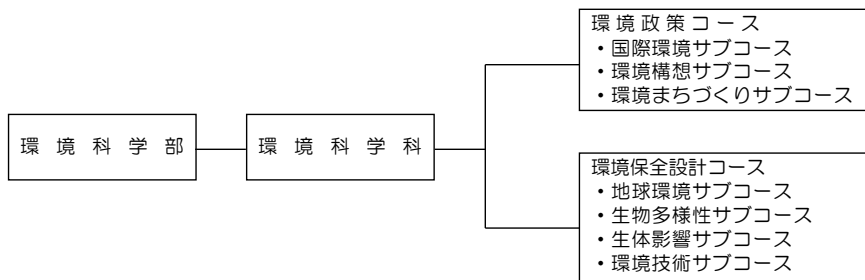 環境科学部
環境科学科
環境政策コース
・国際環境サブコース
・環境構想サブコース
・環境まちづくりサブコース
環境保全設計コース
・地球環境サブコース
・生物多様性サブコース
・生体影響サブコース
・環境技術サブコース